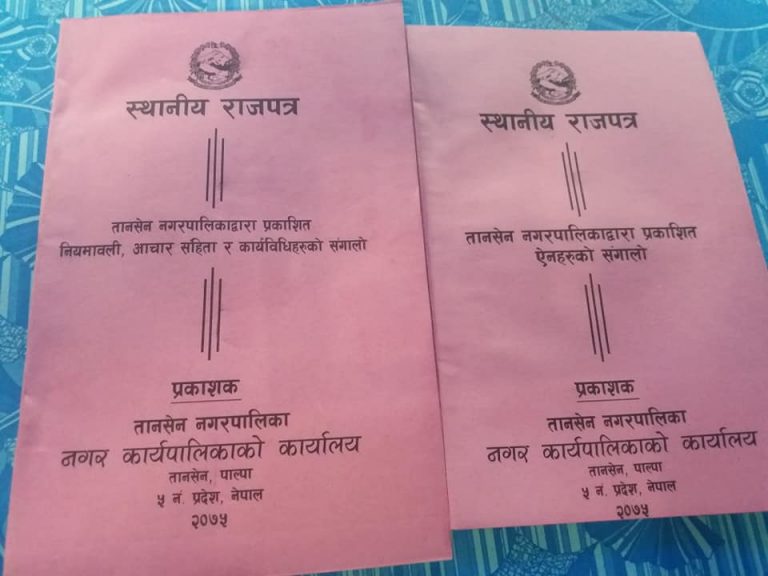 स्थानीय राजपत्र
तानसेन नगरपालिकाद्वारा प्रकाशित
नियमावली, आचार सहिता र कार्यविधिहरुको संगालो
प्रकाशक
तानसेन नगरपालिका
नगर कार्यपालिकाको कार्यालय
तानसेन, पाल्पा
५ नं. प्रदेश, नेपाल
२०७५
स्थानीय राजपत्र
तानसेन नगरपालिकाद्वारा प्रकाशित
ऐनहरुको संगालो
प्रकाशक
तानसेन नगरपालिका
नगर कार्यपालिकाको कार्यालय
तानसेन, पाल्पा
५ नं. प्रदेश, नेपाल
२०७५